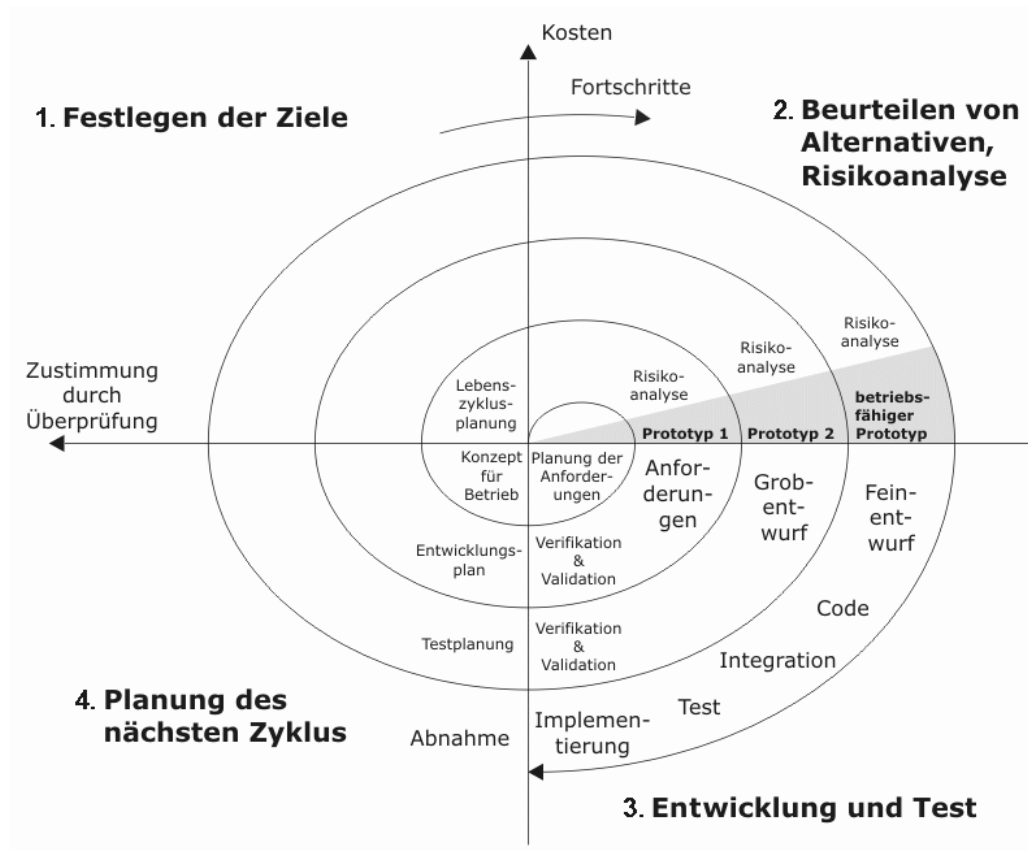 Kosten
Fortschritte
1. Festlegen der Ziele
2. Beurteilen von
Alternativen,
Risikoanalyse
Zustimmung
durch
Überprüfung
Lebens-
zyklus-
planung
Risiko-
analyse
Risiko-
analyse
Risiko-
analyse
Prototyp 1
Prototyp 2
betriebs-
fähiger
Prototyp
Konzept
für
Betrieb
Planung der
Anforder-
ungen
Anfor-
derun-
gen
Grob-
ent-
wurf
Fein-
ent-
wurf
Entwicklungs-
plan
Verifikation
&
Validation
Code
Testplanung
Verifikation
&
Validation
Integration
Test
Implemen-
tierung
Abnahme
4. Planung des
nächsten Zyklus
3. Entwicklung und Test